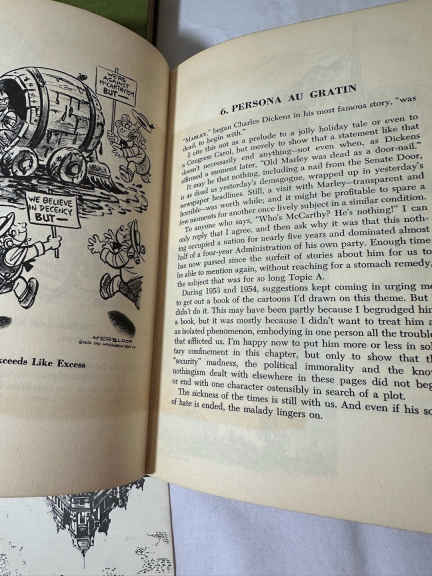 WE'RE
AGAINST
McCARTHYISM
BUT—
WE BELIEVE
IN DECENCY
BUT—
HERBLOCK
xceeds Like Excess
6. PERSONA AU GRATIN
"MARLEY," began Charles Dickens in his most famous story, "was
dead, to begin with."
I cite this not as a prelude to a jolly holiday tale or even to
a Congress Carol, but merely to show that a statement like that
doesn't necessarily end anything—not even when, as Dickens
affirmed a moment later, "Old Marley was dead as a door-nail."
It may be that nothing, including a nail from the Senate Door,
is as dead as yesterday's demagogue, wrapped up in yesterday's
newspaper headlines. Still, a visit with Marley—transparent and
horrible—was worth while; and it might be profitable to spare a
few moments for another once lively subject in a similar condition.
To anyone who says, "Who's McCarthy? He's nothing!" I can
only reply that I agree, and then ask why it was that this noth-
ing occupied a nation for nearly five years and dominated almost
half of a four-year Administration of his own party. Enough time
has now passed since the surfeit of stories about him for us to
be able to mention again, without reaching for a stomach remedy,
the subject that was for so long Topic A.
During 1953 and 1954, suggestions kept coming in urging me
to get out a book of the cartoons I'd drawn on this theme. But I
didn't do it. This may have been partly because I begrudged him
a book, but it was mostly because I didn't want to treat him a
an isolated phenomenon, embodying in one person all the trouble
that afflicted us. I'm happy now to put him more or less in soli
tary confinement in this chapter, but only to show that th
"security" madness, the political immorality and the know
nothingism dealt with elsewhere in these pages did not beg
or end with one character ostensibly in search of a plot.
The sickness of the times is still with us. And even if his so
of hate is ended, the malady lingers on.